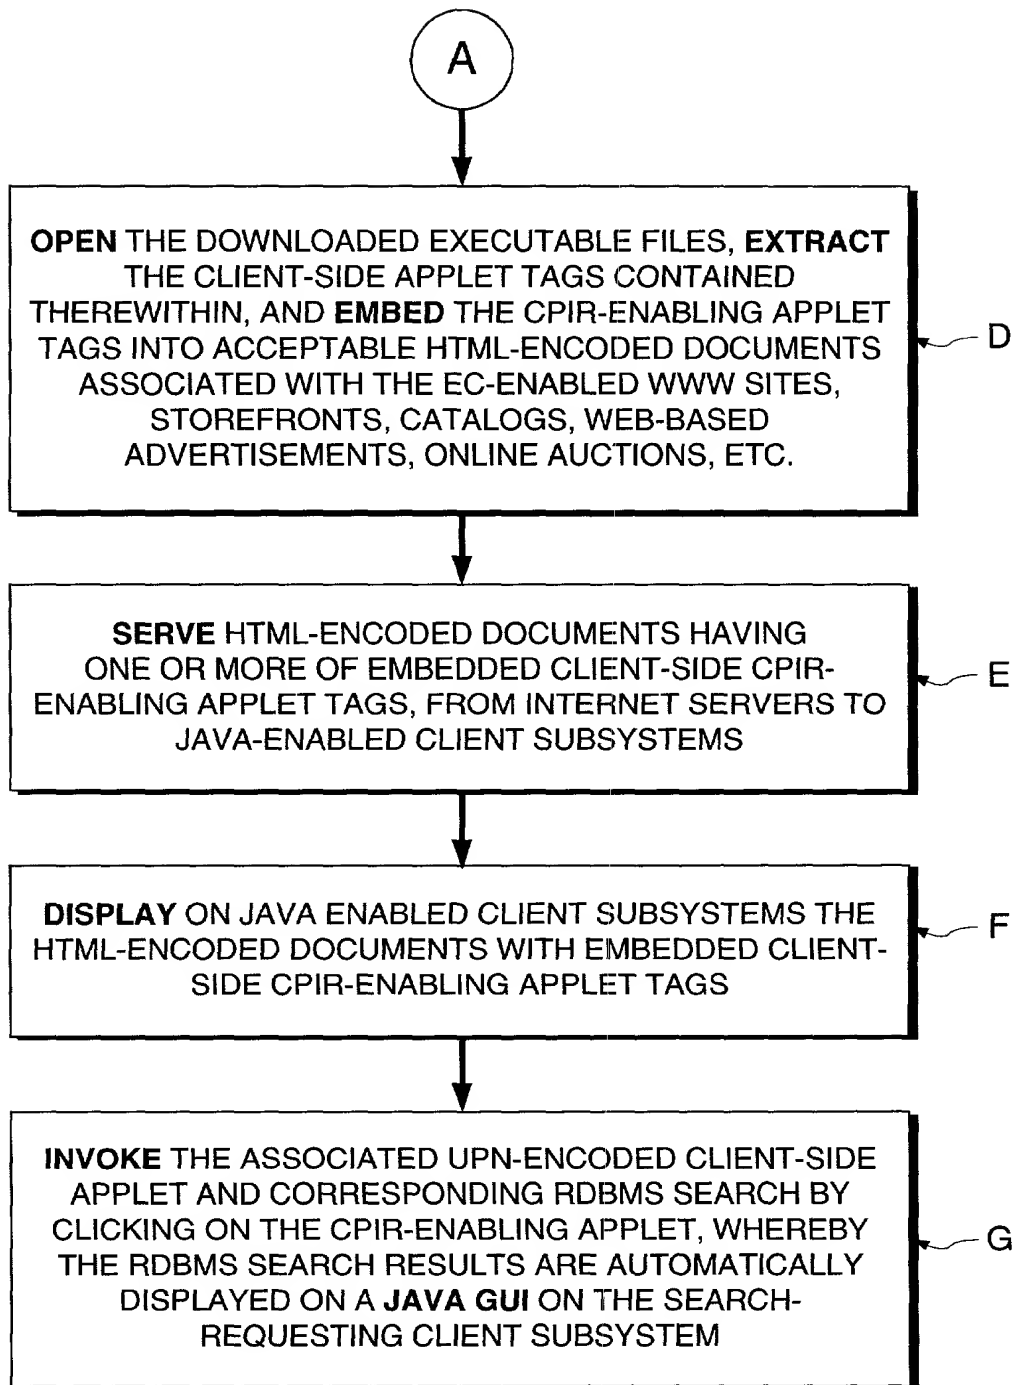 A
OPEN THE DOWNLOADED EXECUTABLE FILES, EXTRACT
THE CLIENT-SIDE APPLET TAGS CONTAINED
THEREWITHIN, AND EMBED THE CPIR-ENABLING APPLET
TAGS INTO ACCEPTABLE HTML-ENCODED DOCUMENTS
ASSOCIATED WITH THE EC-ENABLED WWW SITES,
STOREFRONTS, CATALOGS, WEB-BASED
ADVERTISEMENTS, ONLINE AUCTIONS, ETC.
D
SERVE HTML-ENCODED DOCUMENTS HAVING
ONE OR MORE OF EMBEDDED CLIENT-SIDE CPIR-
ENABLING APPLET TAGS, FROM INTERNET SERVERS TO
JAVA-ENABLED CLIENT SUBSYSTEMS
E
DISPLAY ON JAVA ENABLED CLIENT SUBSYSTEMS THE
HTML-ENCODED DOCUMENTS WITH EMBEDDED CLIENT-
SIDE CPIR-ENABLING APPLET TAGS
F
INVOKE THE ASSOCIATED UPN-ENCODED CLIENT-SIDE
APPLET AND CORRESPONDING RDBMS SEARCH BY
CLICKING ON THE CPIR-ENABLING APPLET, WHEREBY
THE RDBMS SEARCH RESULTS ARE AUTOMATICALLY
DISPLAYED ON A JAVA GUI ON THE SEARCH-
REQUESTING CLIENT SUBSYSTEM
G